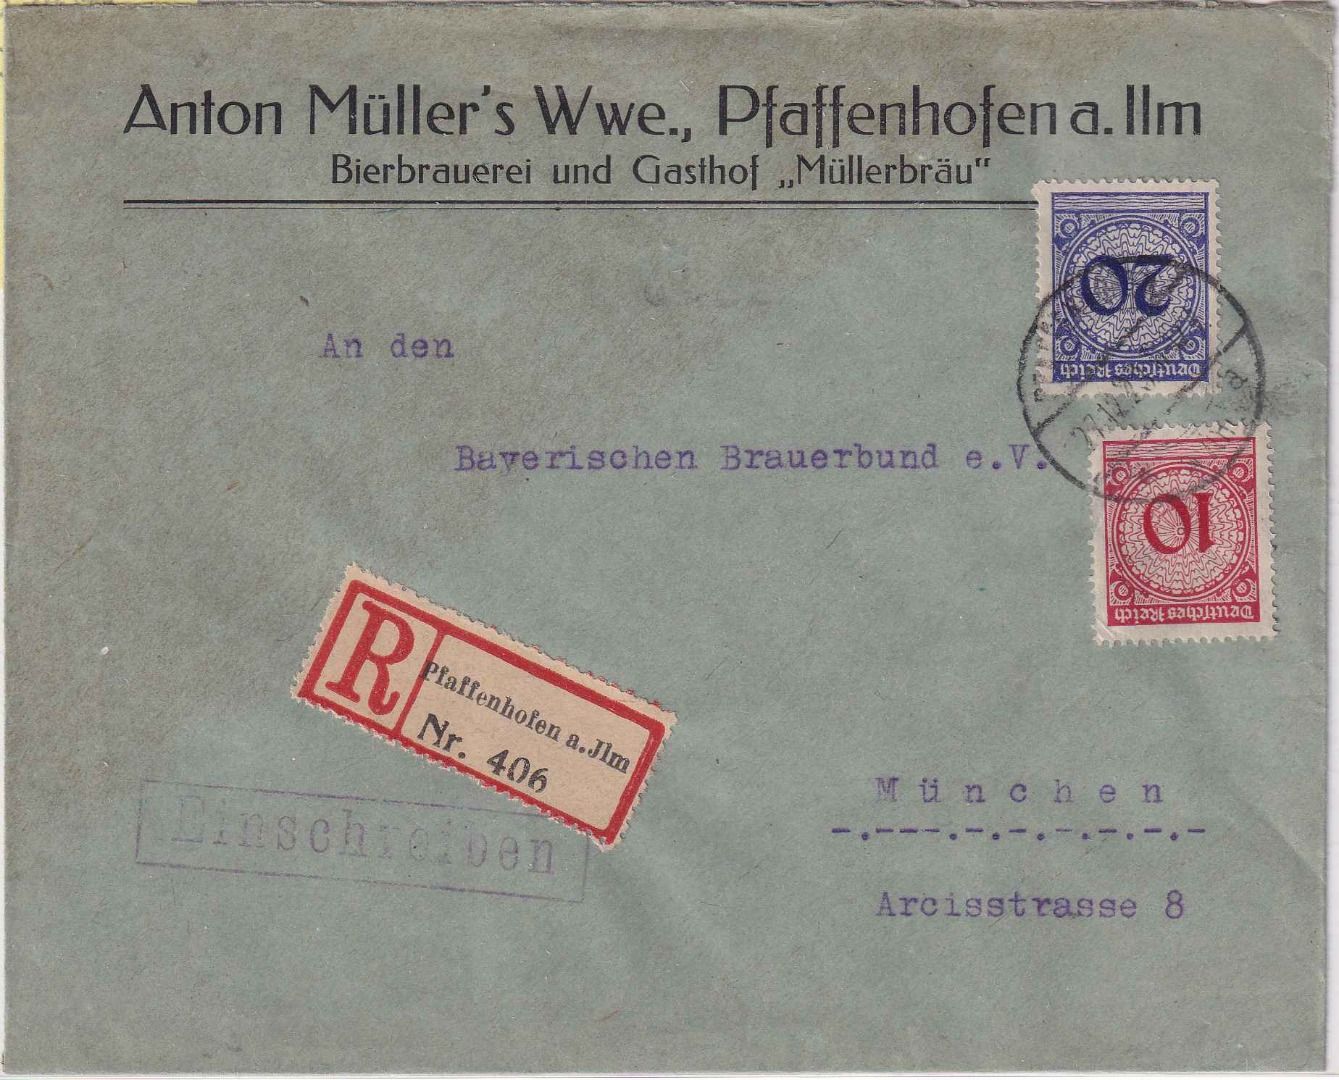 Anton Müller's Wwe., Pfaffenhofen a. Ilm
Bierbrauerei und Gasthof „Müllerbräu"
20
Deutsches Reich
An den
Bayerischen Brauerbund e.V.
10
Deutsches Reich
R
Pfaffenhofen a. Jlm
Nr. 406
Einschreiben
München
-.---.-.-.-.-.-.-
Arcisstrasse 8